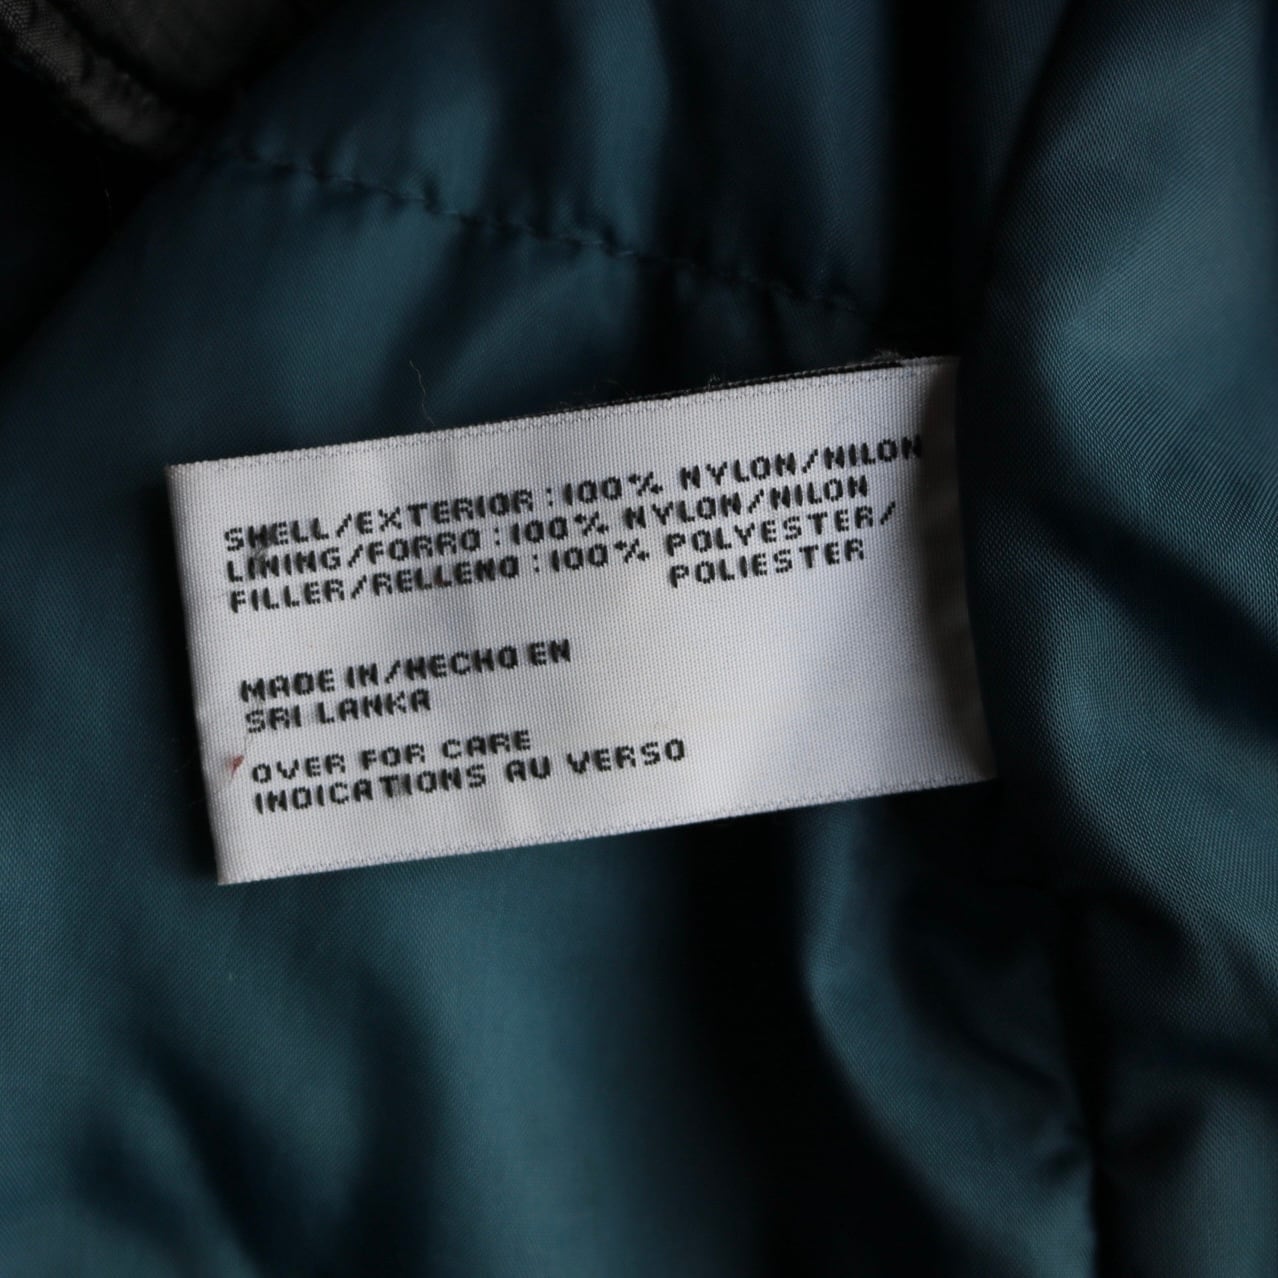 SHELL/EXTERIOR:100% NYLON/NILON
LINING/FORRO:100% NYLON/NILON
FILLER/RELLENO:100% POLYESTER/
POLIESTER
MADE IN/HECHO EN
SRI LANKA
OVER FOR CARE
INDICATIONS AU VERSO